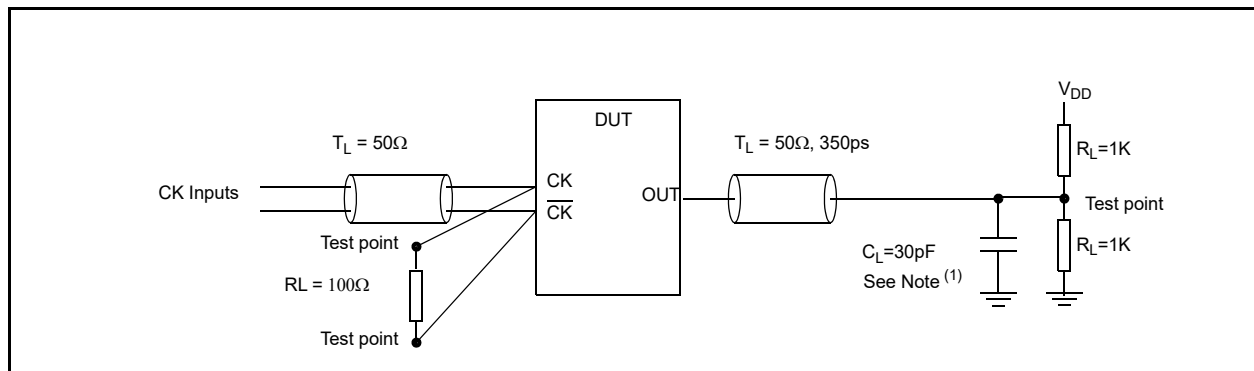 V_DD
DUT
T_L = 50Ω
T_L = 50Ω, 350ps
R_L=1K
CK Inputs
CK
C̅K̅
OUT
Test point
Test point
C_L=30pF
See Note (1)
R_L=1K
RL = 100Ω
Test point